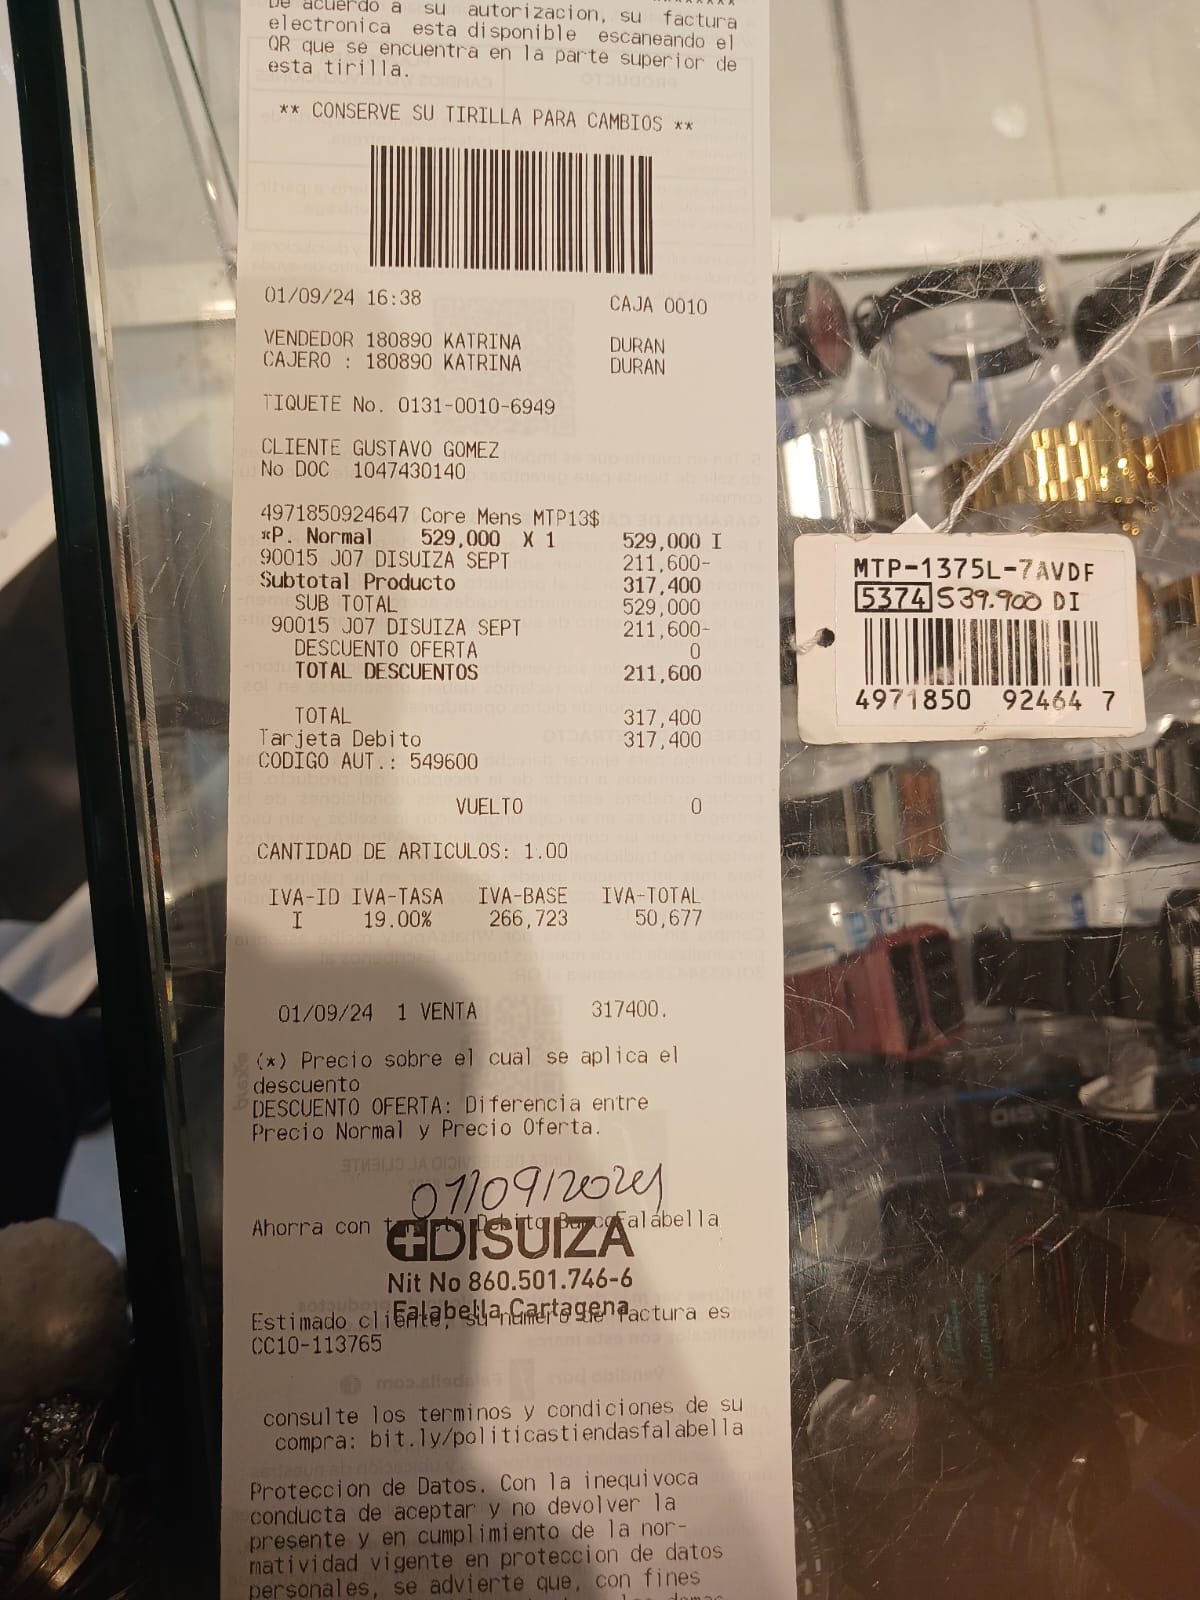 De acuerdo a su autorizacion, su factura
electronica esta disponible escaneando el
QR que se encuentra en la parte superior de
esta tirilla.
** CONSERVE SU TIRILLA PARA CAMBIOS **
01/09/24 16:38 CAJA 0010
VENDEDOR 180890 KATRINA DURAN
CAJERO : 180890 KATRINA DURAN
TIQUETE No. 0131-0010-6949
CLIENTE GUSTAVO GOMEZ
No DOC 1047430140
4971850924647 Core Mens MTP13$
*P. Normal 529,000 X 1 529,000 I
90015 J07 DISUIZA SEPT 211,600-
Subtotal Producto 317,400
SUB TOTAL 529,000
90015 J07 DISUIZA SEPT 211,600-
DESCUENTO OFERTA 0
TOTAL DESCUENTOS 211,600
TOTAL 317,400
Tarjeta Debito 317,400
CODIGO AUT.: 549600
VUELTO 0
CANTIDAD DE ARTICULOS: 1.00
IVA-ID IVA-TASA IVA-BASE IVA-TOTAL
I 19.00% 266,723 50,677
01/09/24 1 VENTA 317400.
(*) Precio sobre el cual se aplica el
descuento
DESCUENTO OFERTA: Diferencia entre
Precio Normal y Precio Oferta.
01/09/2024
Ahorra con tarjeta Debito BancoFalabella
DISUIZA
Nit No 860.501.746-6
Falabella Cartagena
Estimado cliente, su numero de factura es
CC10-113765
consulte los terminos y condiciones de su
compra: bit.ly/politicastiendasfalabella
Proteccion de Datos. Con la inequivoca
conducta de aceptar y no devolver la
presente y en cumplimiento de la nor-
matividad vigente en proteccion de datos
personales, se advierte que, con fines
MTP-1375L-7AVDF
5374 539.900 DI
4971850 92464 7